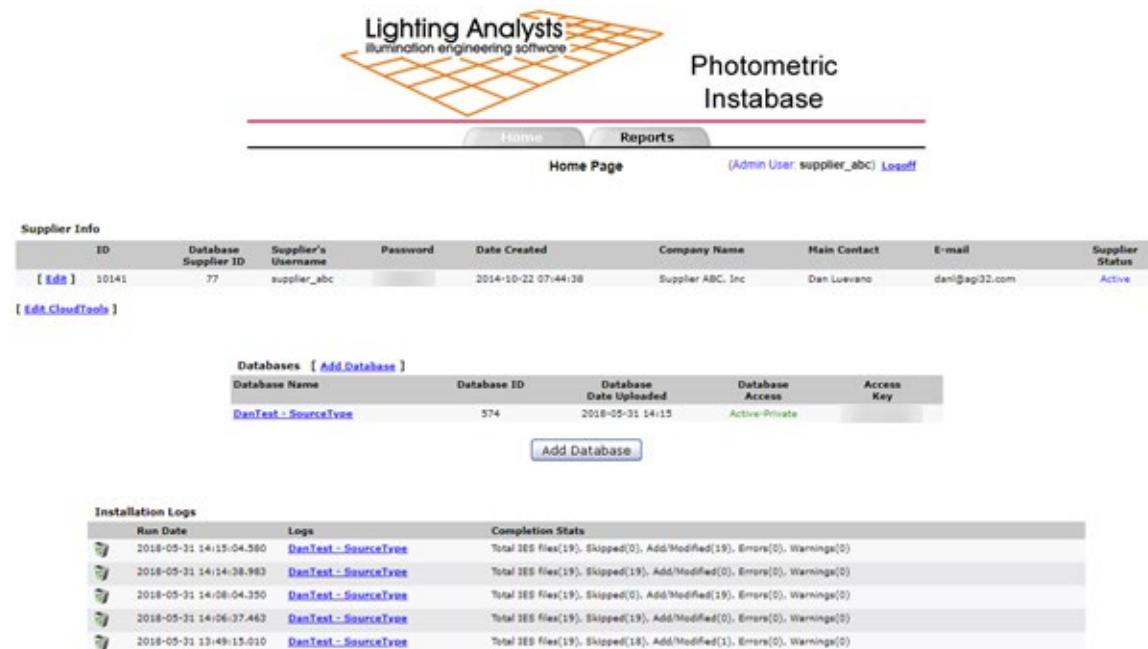 Lighting Analysts
illumination engineering software
Photometric
Instabase
Home Reports
Home Page (Admin User: supplier_abc) Logoff
Supplier Info
ID Database Supplier ID Supplier's Username Password Date Created Company Name Main Contact E-mail Supplier Status
[ Edit ] 10141 77 supplier_abc 2014-10-22 07:44:38 Supplier ABC, Inc Dan Luevano danl@agi32.com Active
[ Edit CloudTools ]
Databases [ Add Database ]
Database Name Database ID Database Date Uploaded Database Access Access Key
DanTest - SourceType 574 2018-05-31 14:15 Active-Private
Add Database
Installation Logs
Run Date Logs Completion Stats
2018-05-31 14:15:04.580 DanTest - SourceType Total IES files(19), Skipped(0), Add/Modified(19), Errors(0), Warnings(0)
2018-05-31 14:14:38.983 DanTest - SourceType Total IES files(19), Skipped(19), Add/Modified(0), Errors(0), Warnings(0)
2018-05-31 14:08:04.350 DanTest - SourceType Total IES files(19), Skipped(0), Add/Modified(19), Errors(0), Warnings(0)
2018-05-31 14:06:37.463 DanTest - SourceType Total IES files(19), Skipped(19), Add/Modified(0), Errors(0), Warnings(0)
2018-05-31 13:49:15.010 DanTest - SourceType Total IES files(19), Skipped(18), Add/Modified(1), Errors(0), Warnings(0)